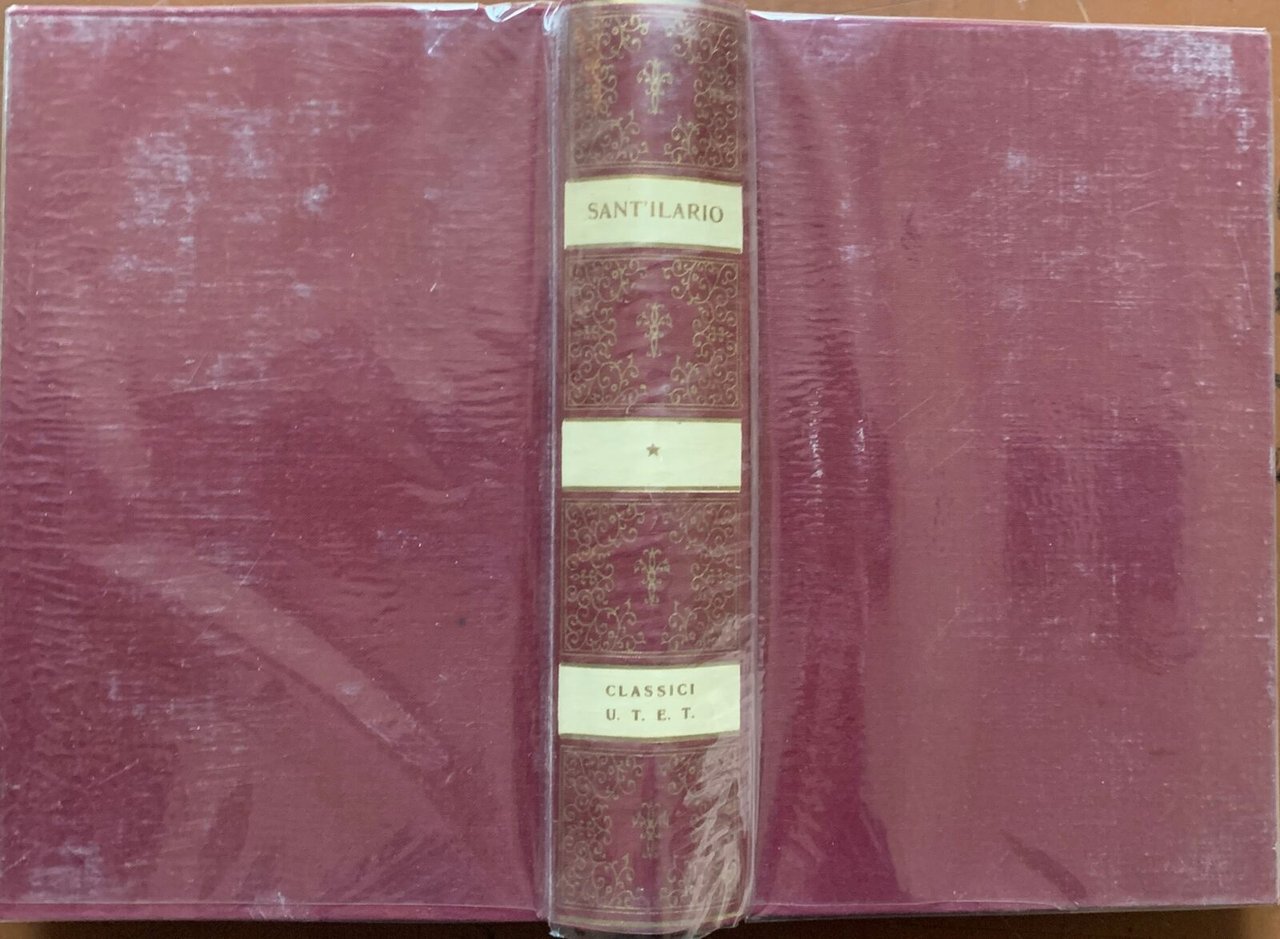 SANT'ILARIO
CLASSICI
U. T. E. T.